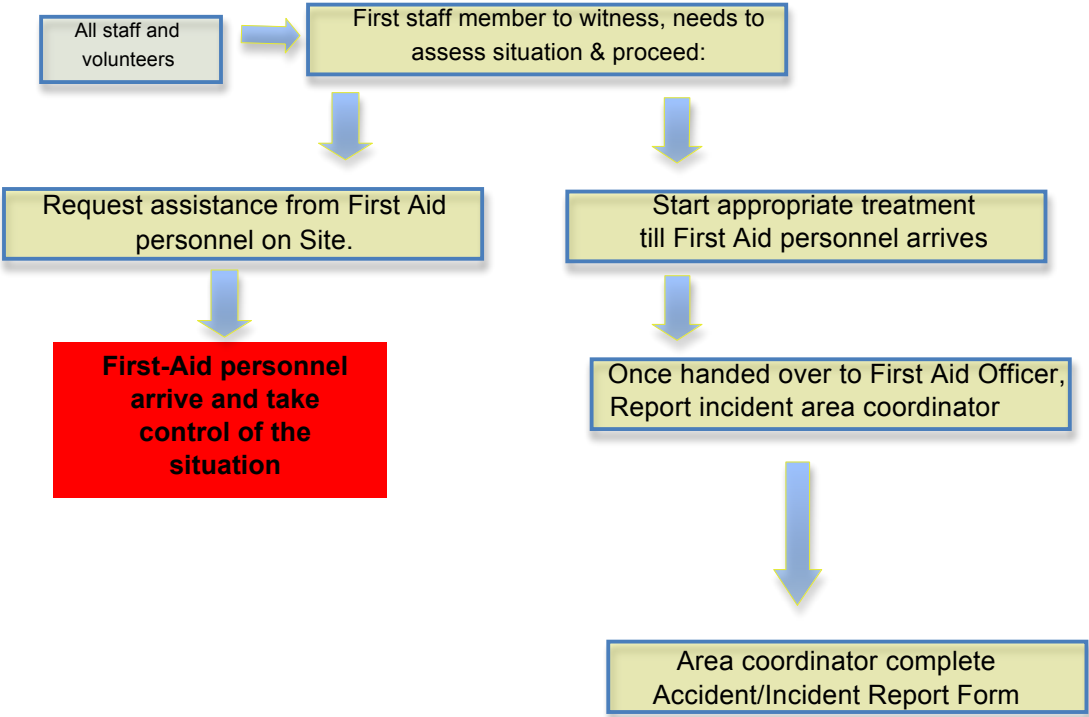 All staff and
volunteers
First staff member to witness, needs to
assess situation & proceed:
Request assistance from First Aid
personnel on Site.
Start appropriate treatment
till First Aid personnel arrives
First-Aid personnel
arrive and take
control of the
situation
Once handed over to First Aid Officer,
Report incident area coordinator
Area coordinator complete
Accident/Incident Report Form